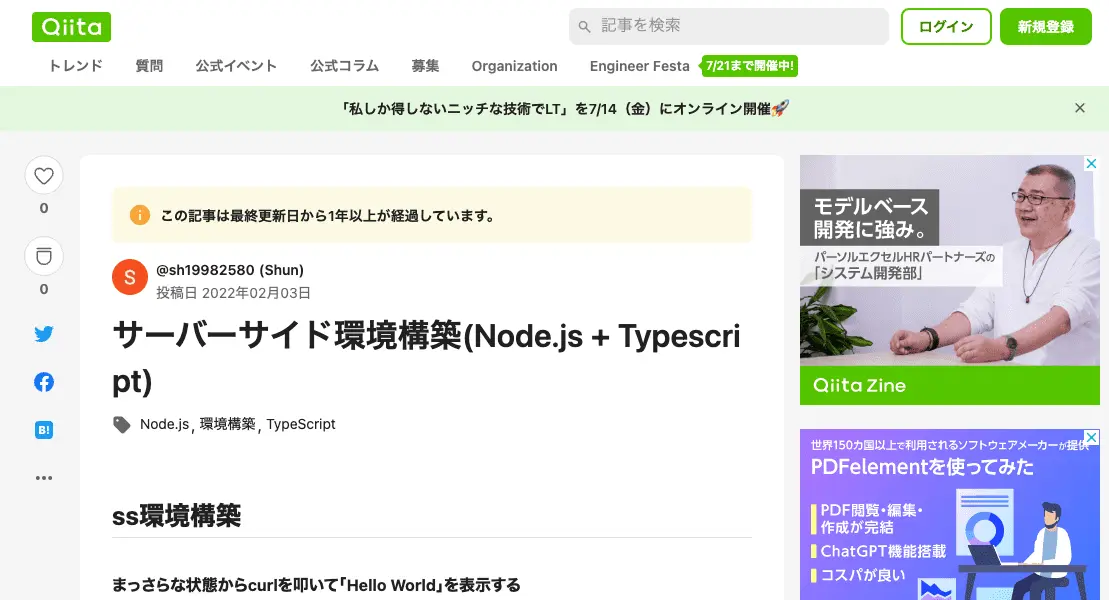 Qiita
記事を検索
ログイン
新規登録
トレンド
質問
公式イベント
公式コラム
募集
Organization
Engineer Festa
7/21まで開催中!
「私しか得しないニッチな技術でLT」を7/14（金）にオンライン開催🚀
0
0
B!
この記事は最終更新日から1年以上が経過しています。
S
@sh19982580 (Shun)
投稿日 2022年02月03日
サーバーサイド環境構築(Node.js + Typescri
pt)
Node.js, 環境構築, TypeScript
ss環境構築
まっさらな状態からcurlを叩いて「Hello World」を表示する
モデルベース
開発に強み。
パーソルエクセルHRパートナーズの
「システム開発部」
Qiita Zine
世界150カ国以上で利用されるソフトウェアメーカーが提供
PDFelementを使ってみた
PDF閲覧・編集・
作成が完結
ChatGPT機能搭載
コスパが良い